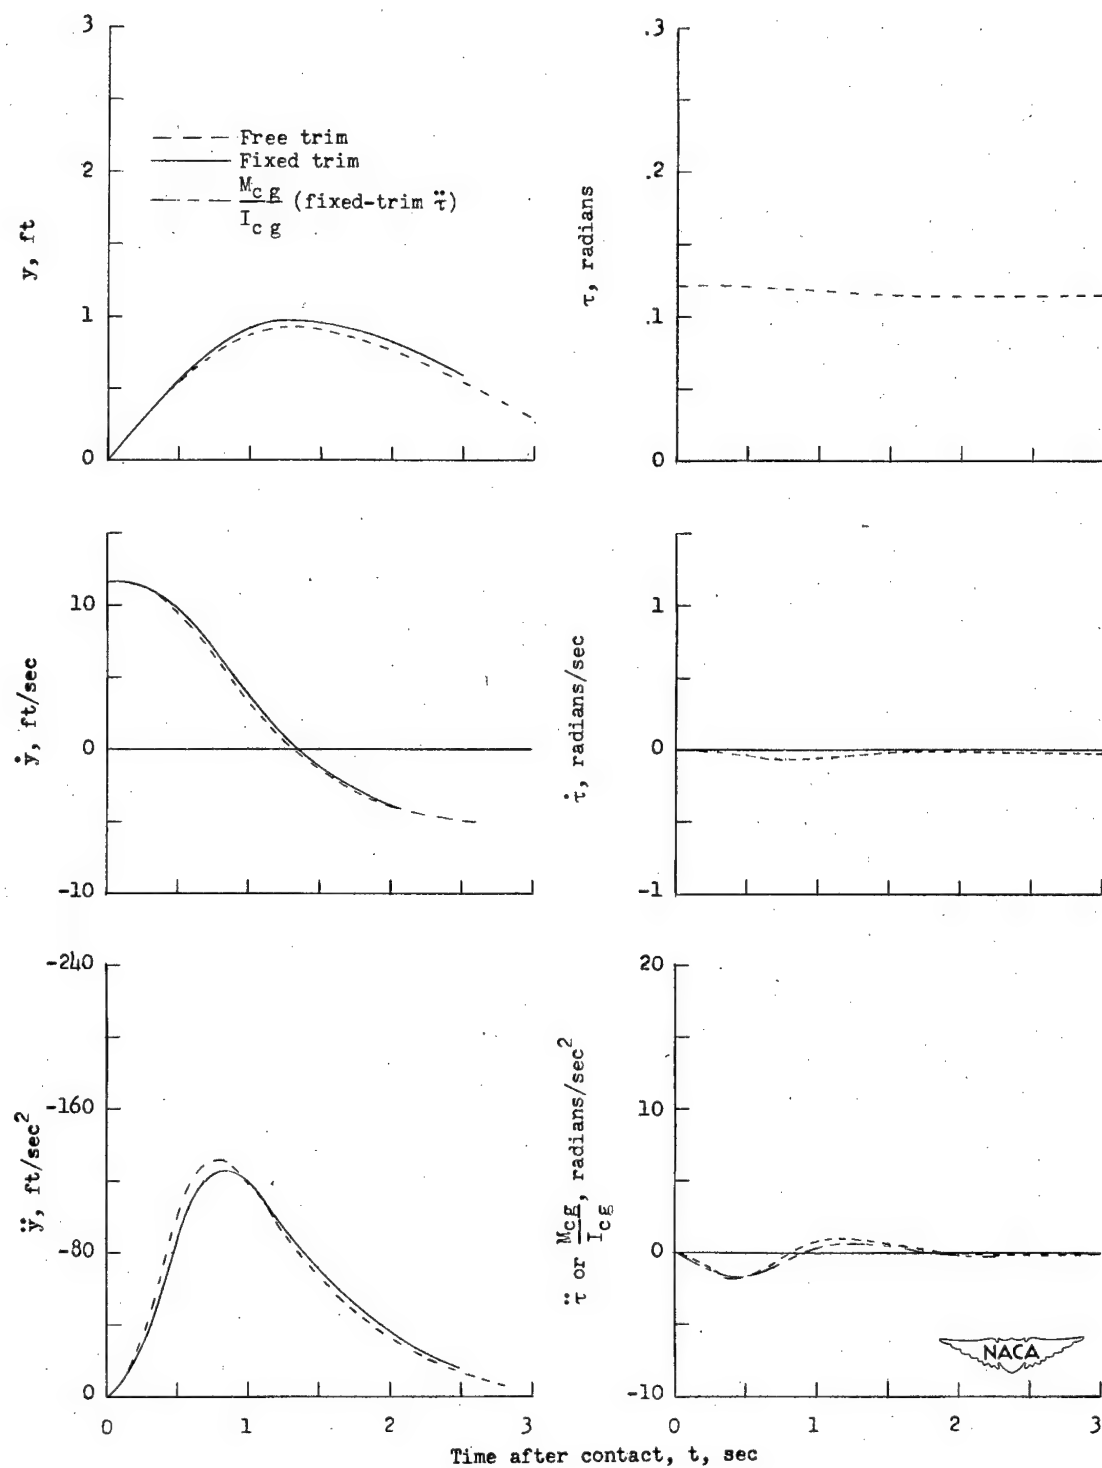 3
2
1
0
y, ft
Free trim
Fixed trim
M_cg / I_cg (fixed-trim τ̈)
.3
.2
.1
0
τ, radians
10
0
-10
ẏ, ft/sec
1
0
-1
τ̇, radians/sec
-240
-160
-80
0
ÿ, ft/sec²
0 1 2 3
20
10
0
-10
τ̈ or M_cg / I_cg, radians/sec²
0 1 2 3
NACA
Time after contact, t, sec